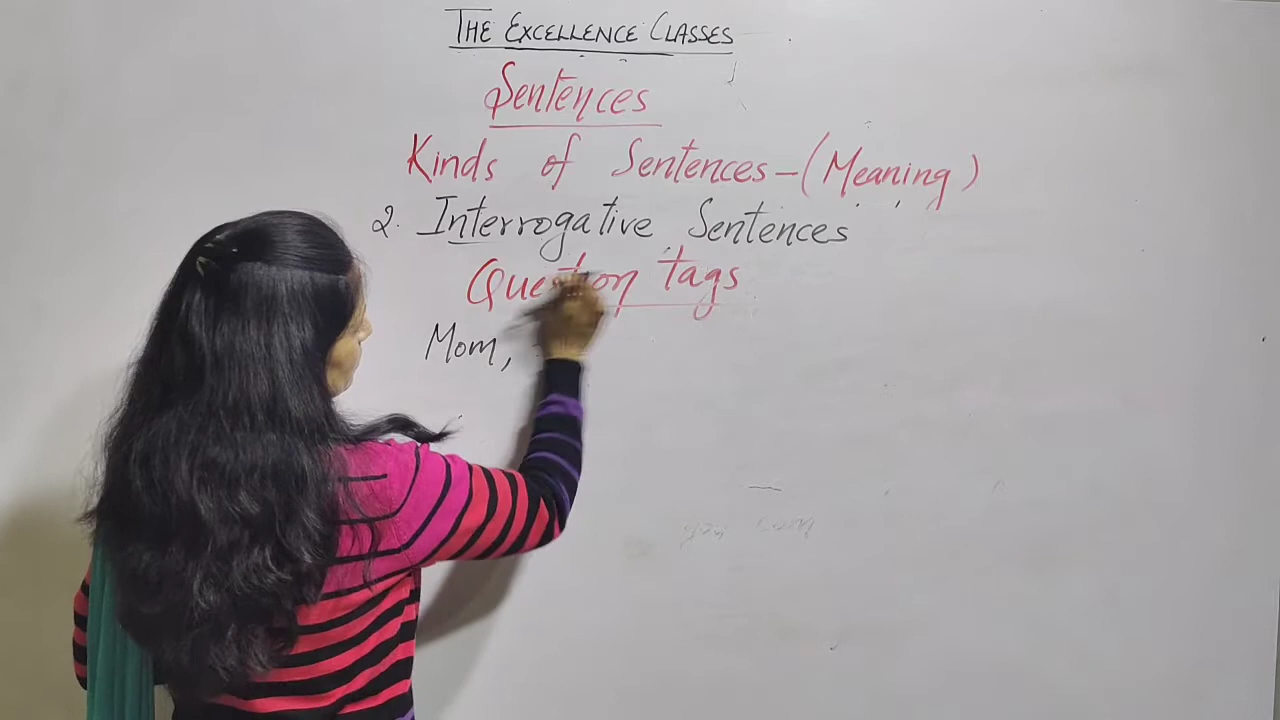 THE EXCELLENCE CLASSES
Sentences
Kinds of Sentences - (Meaning)
2. Interrogative Sentences
Question tags
Mom,